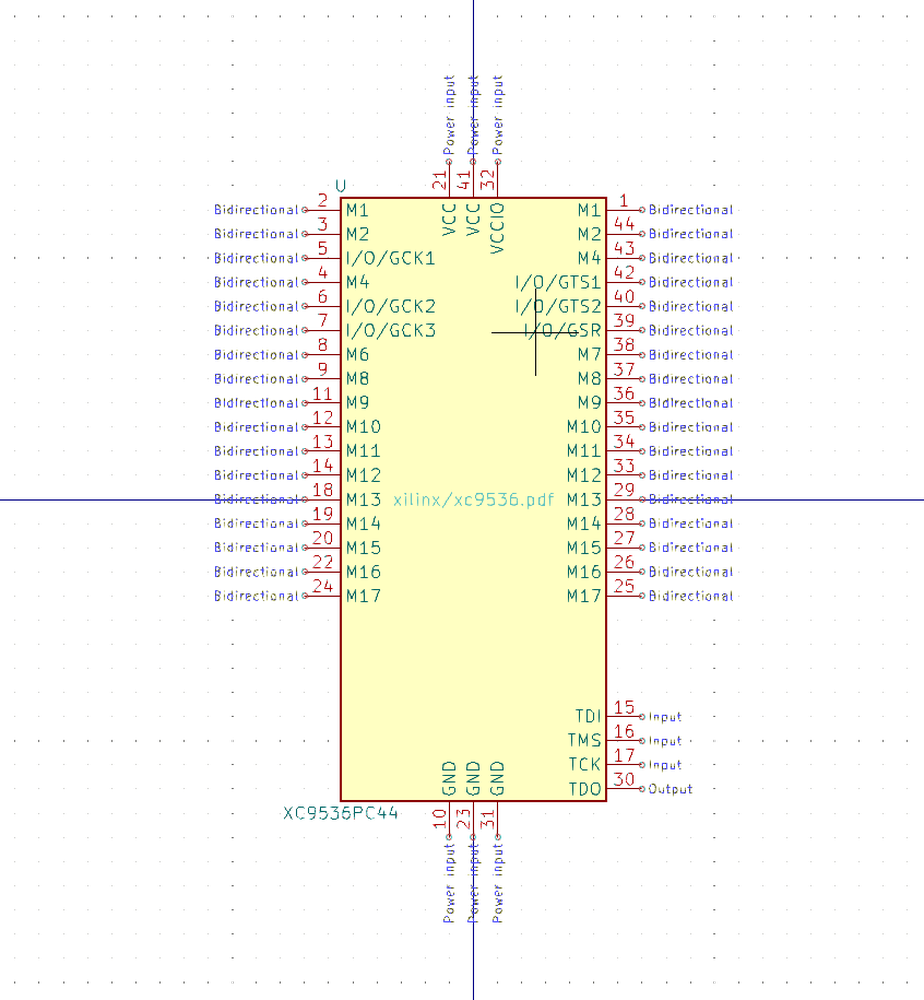 Power input Power input Power input
21 41 32
U
VCC VCC VCCIO
Bidirectional 2 M1 M1 1 Bidirectional
Bidirectional 3 M2 M2 44 Bidirectional
Bidirectional 5 I/O/GCK1 M4 43 Bidirectional
Bidirectional 4 M4 I/O/GTS1 42 Bidirectional
Bidirectional 6 I/O/GCK2 I/O/GTS2 40 Bidirectional
Bidirectional 7 I/O/GCK3 I/O/GSR 39 Bidirectional
Bidirectional 8 M6 M7 38 Bidirectional
Bidirectional 9 M8 M8 37 Bidirectional
Bidirectional 11 M9 M9 36 Bidirectional
Bidirectional 12 M10 M10 35 Bidirectional
Bidirectional 13 M11 M11 34 Bidirectional
Bidirectional 14 M12 M12 33 Bidirectional
Bidirectional 18 M13 xilinx/xc9536.pdf M13 29 Bidirectional
Bidirectional 19 M14 M14 28 Bidirectional
Bidirectional 20 M15 M15 27 Bidirectional
Bidirectional 22 M16 M16 26 Bidirectional
Bidirectional 24 M17 M17 25 Bidirectional
TDI 15 Input
TMS 16 Input
TCK 17 Input
TDO 30 Output
GND GND GND
XC9536PC44
10 23 31
Power input Power input Power input